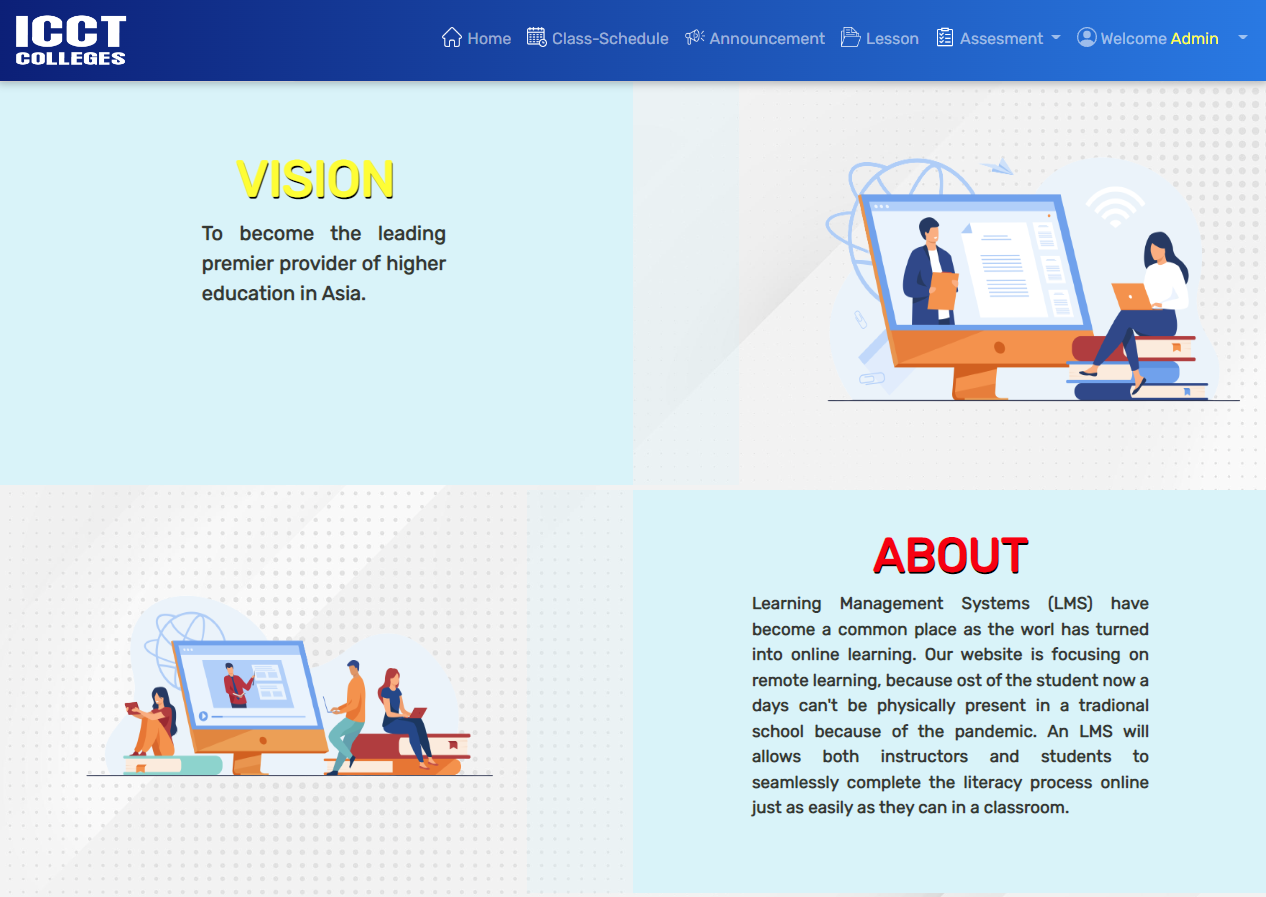 ICCT
COLLEGES
Home Class-Schedule Announcement Lesson Assesment Welcome Admin
VISION
To become the leading
premier provider of higher
education in Asia.
ABOUT
Learning Management Systems (LMS) have
become a common place as the worl has turned
into online learning. Our website is focusing on
remote learning, because ost of the student now a
days can't be physically present in a tradional
school because of the pandemic. An LMS will
allows both instructors and students to
seamlessly complete the literacy process online
just as easily as they can in a classroom.